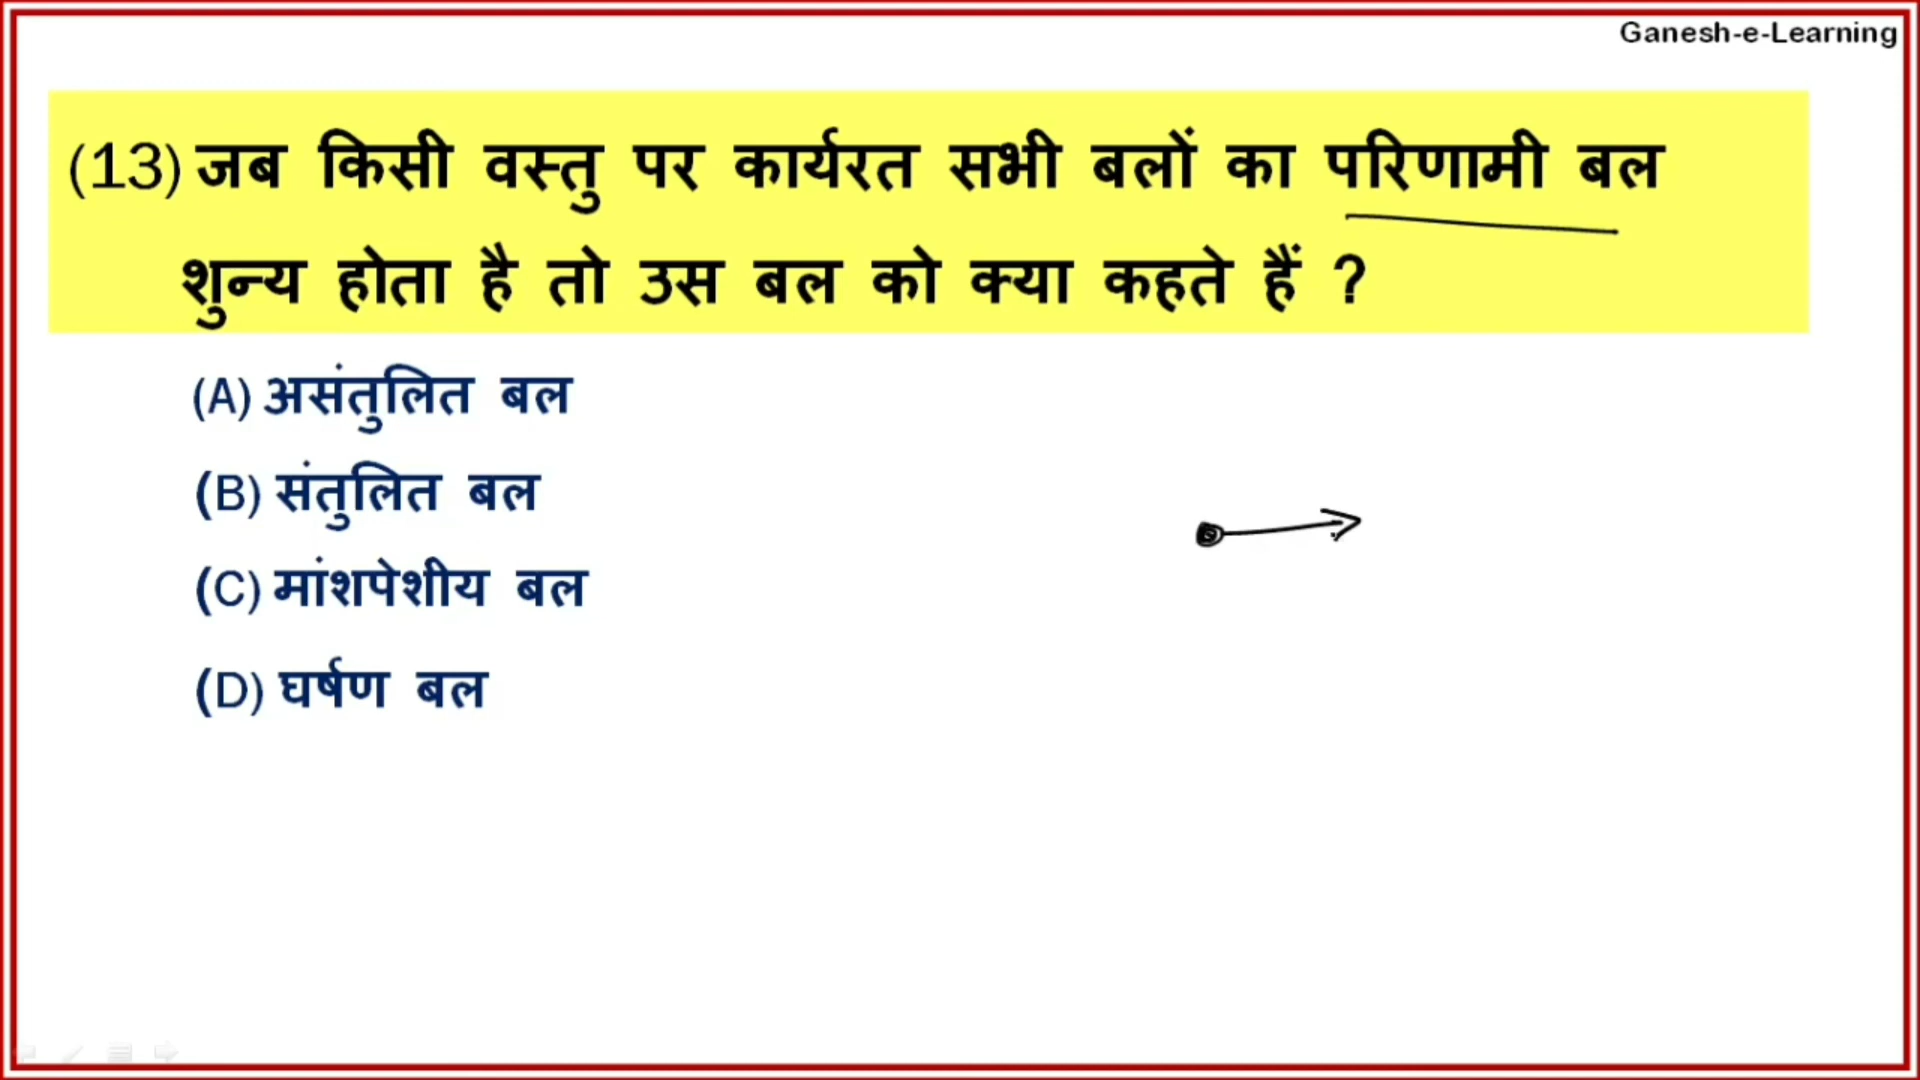 Ganesh-e-Learning
(13) जब किसी वस्तु पर कार्यरत सभी बलों का परिणामी बल
शुन्य होता है तो उस बल को क्या कहते हैं ?
(A) असंतुलित बल
(B) संतुलित बल
(C) मांशपेशीय बल
(D) घर्षण बल